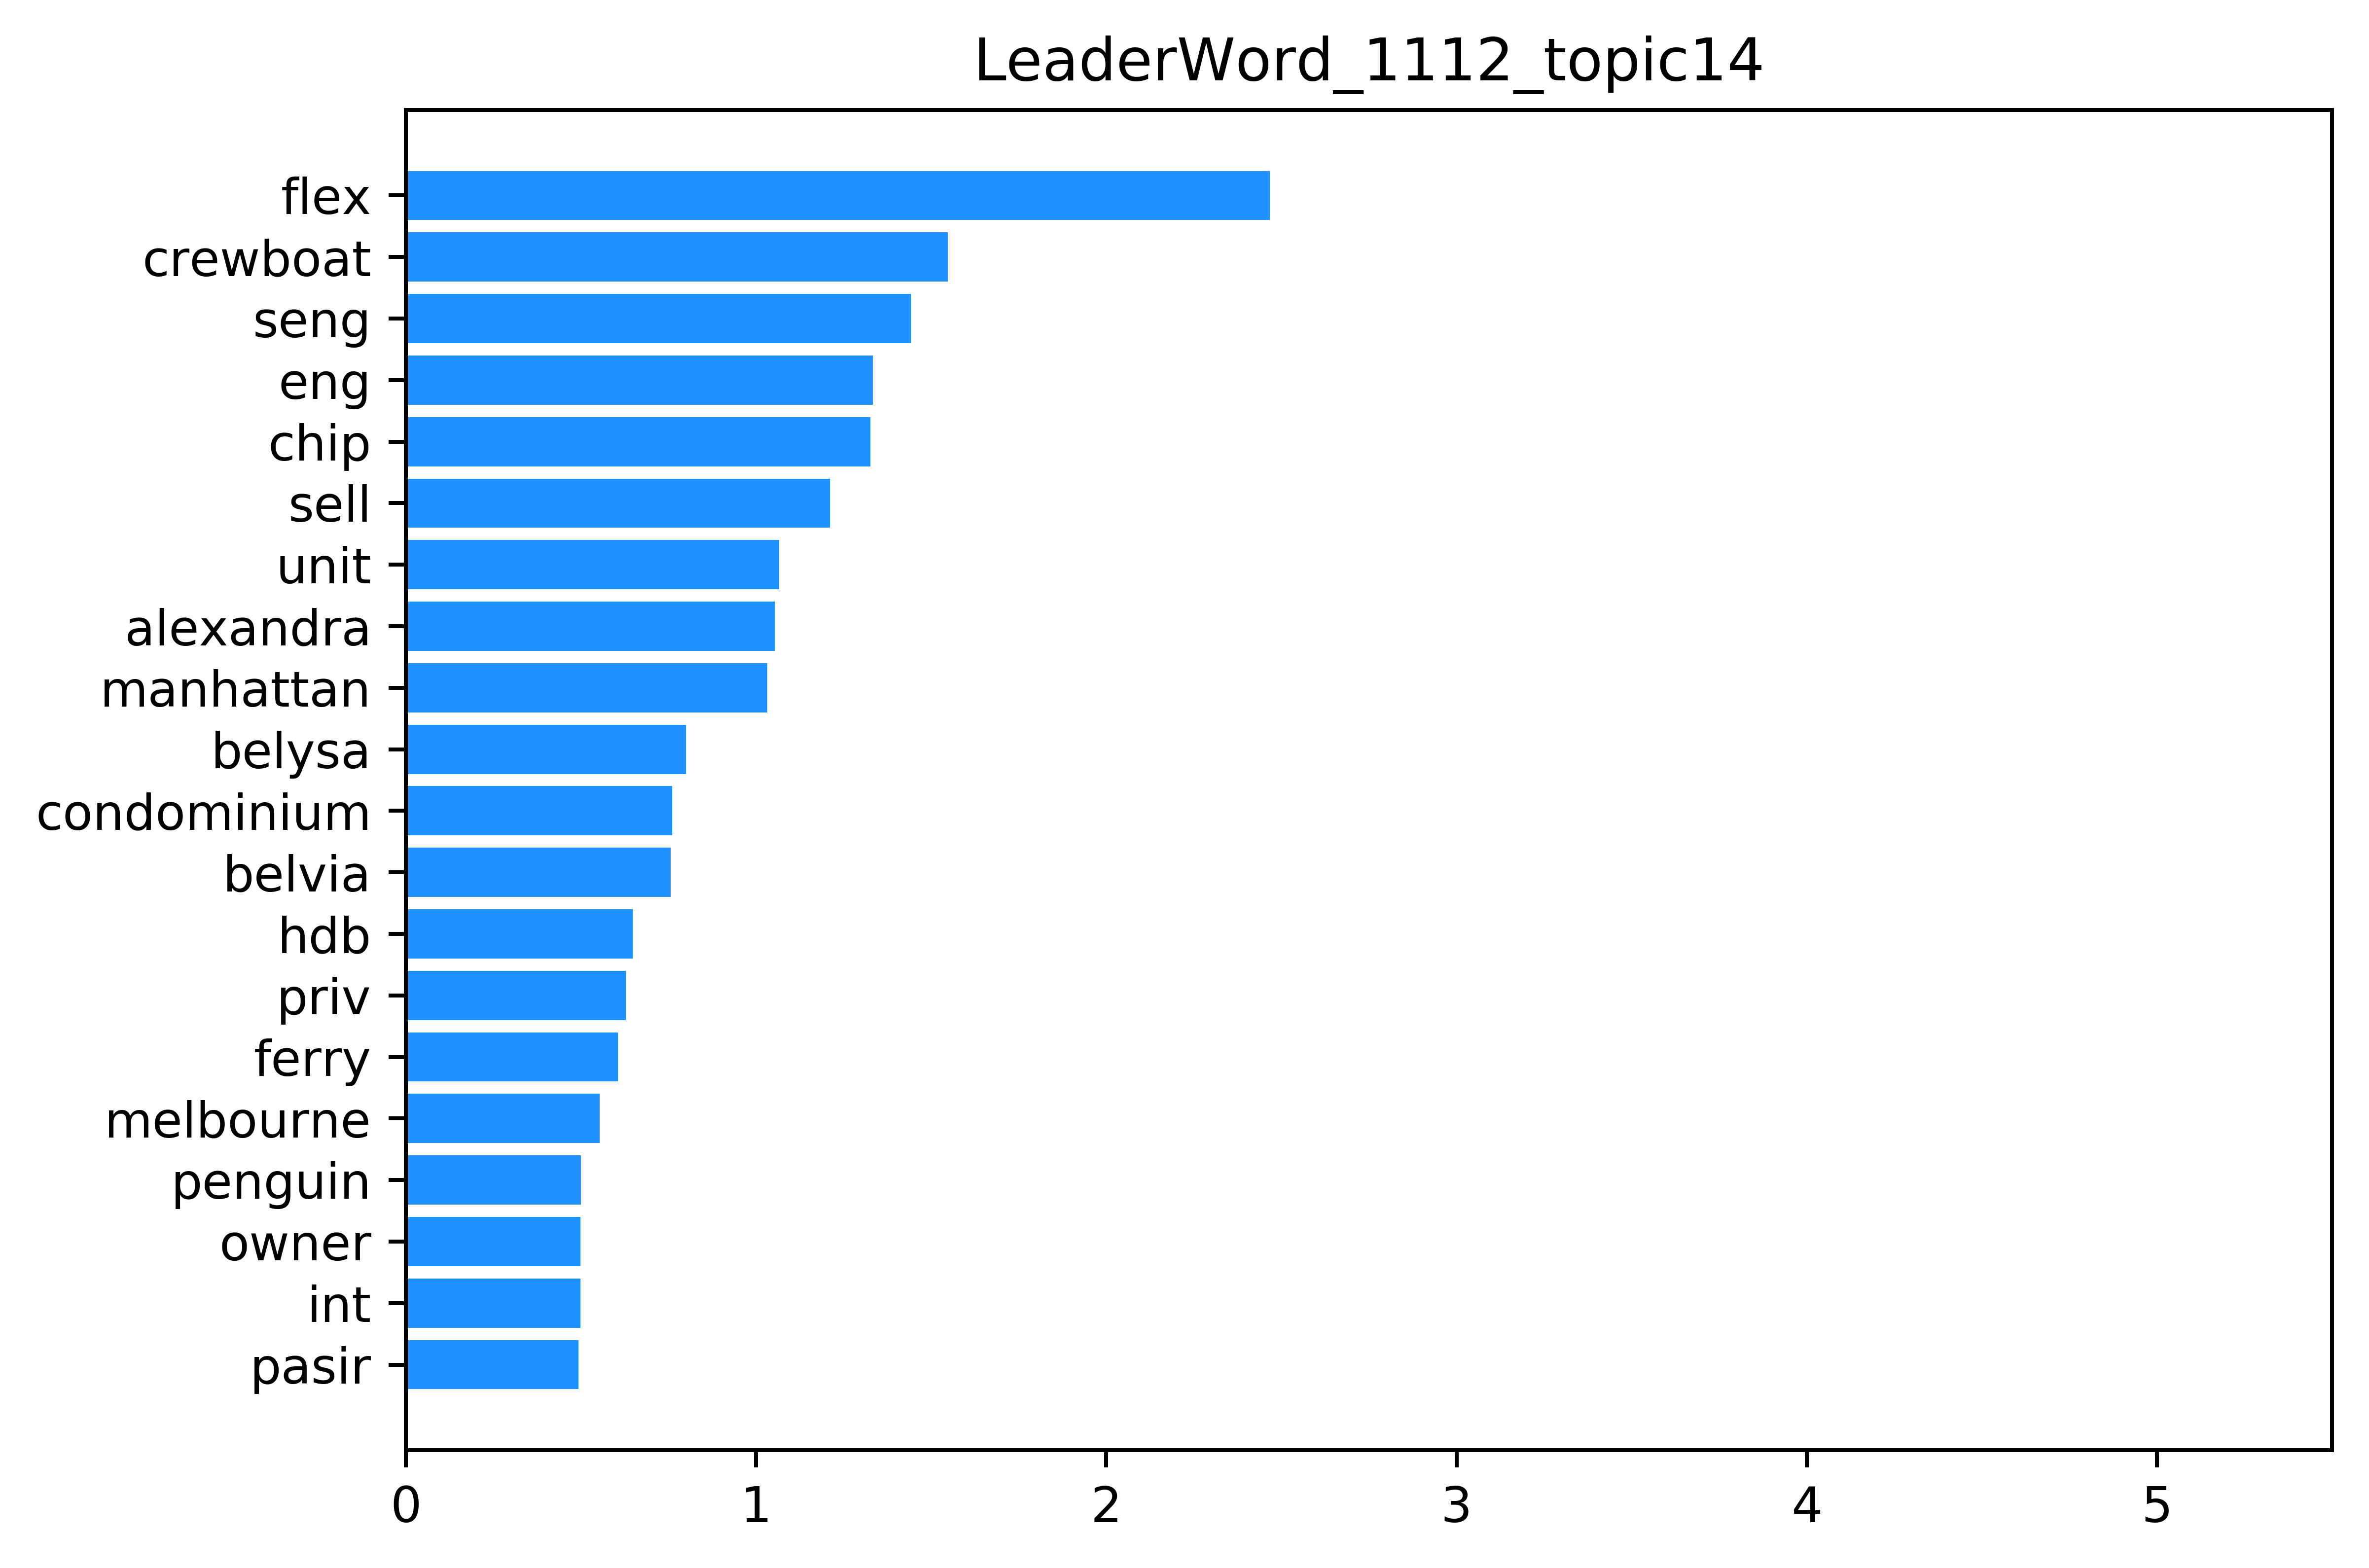 LeaderWord_1112_topic14
flex
crewboat
seng
eng
chip
sell
unit
alexandra
manhattan
belysa
condominium
belvia
hdb
priv
ferry
melbourne
penguin
owner
int
pasir
0 1 2 3 4 5